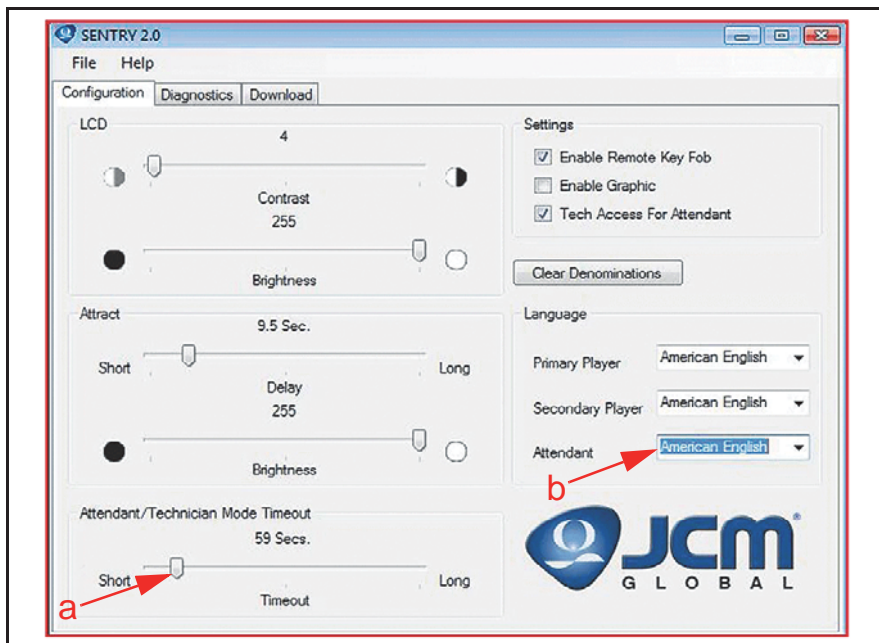 SENTRY 2.0
File Help
Configuration Diagnostics Download
LCD
4
Contrast
255
Brightness
Attract
9.5 Sec.
Short Long
Delay
255
Brightness
Attendant/Technician Mode Timeout
59 Secs.
Short Long
Timeout
a
Settings
Enable Remote Key Fob
Enable Graphic
Tech Access For Attendant
Clear Denominations
Language
Primary Player American English
Secondary Player American English
Attendant American English
b
JCM
GLOBAL